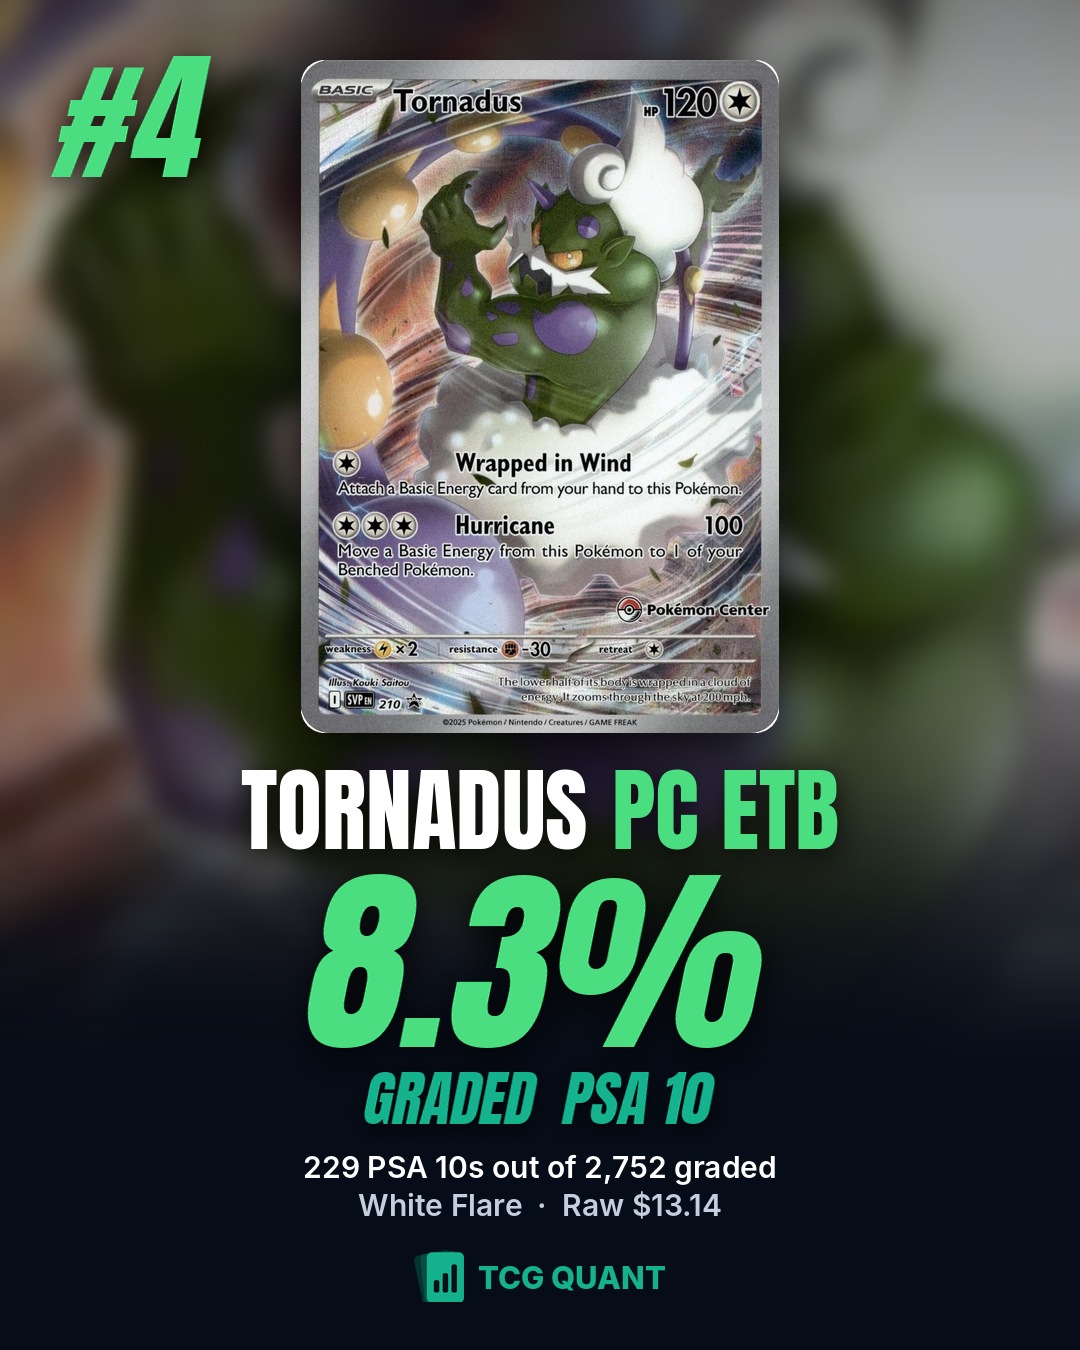 #4
BASIC Tornadus HP 120
Wrapped in Wind
Attach a Basic Energy card from your hand to this Pokémon.
Hurricane 100
Move a Basic Energy from this Pokémon to 1 of your
Benched Pokémon.
Pokémon Center
weakness ×2 resistance -30 retreat
Illus. Kouki Saitou
The lower half of its body is wrapped in a cloud of
energy. It zooms through the sky at 200 mph.
I SVP EN 210
©2025 Pokémon / Nintendo / Creatures / GAME FREAK
TORNADUS PC ETB
8.3%
GRADED PSA 10
229 PSA 10s out of 2,752 graded
White Flare · Raw $13.14
TCG QUANT